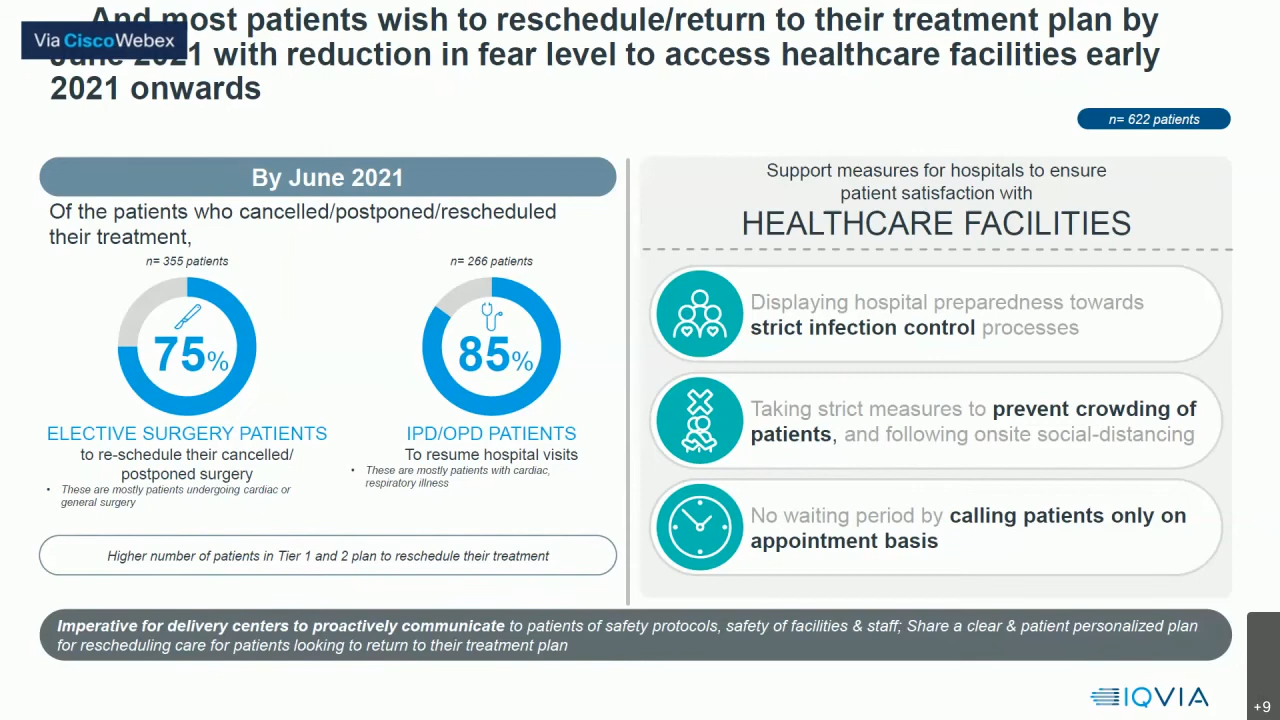 And most patients wish to reschedule/return to their treatment plan by
Via Cisco Webex
June 2021 with reduction in fear level to access healthcare facilities early
2021 onwards
n= 622 patients
By June 2021
Of the patients who cancelled/postponed/rescheduled
their treatment,
n= 355 patients
n= 266 patients
75%
85%
ELECTIVE SURGERY PATIENTS
to re-schedule their cancelled/
postponed surgery
• These are mostly patients undergoing cardiac or
general surgery
IPD/OPD PATIENTS
To resume hospital visits
• These are mostly patients with cardiac,
respiratory illness
Higher number of patients in Tier 1 and 2 plan to reschedule their treatment
Support measures for hospitals to ensure
patient satisfaction with
HEALTHCARE FACILITIES
Displaying hospital preparedness towards
strict infection control processes
Taking strict measures to prevent crowding of
patients, and following onsite social-distancing
No waiting period by calling patients only on
appointment basis
Imperative for delivery centers to proactively communicate to patients of safety protocols, safety of facilities & staff; Share a clear & patient personalized plan
for rescheduling care for patients looking to return to their treatment plan
IQVIA
+9